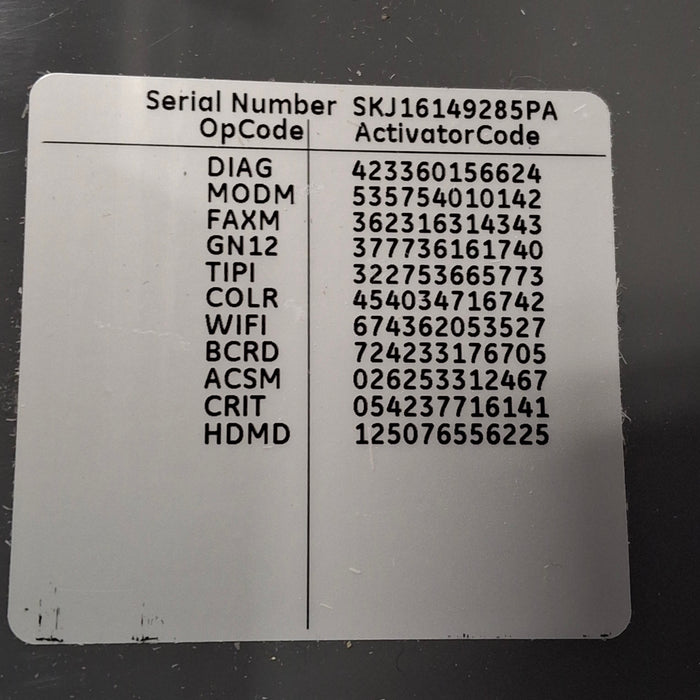 Serial Number SKJ16149285PA
OpCode ActivatorCode
DIAG 423360156624
MODM 535754010142
FAXM 362316314343
GN12 377736161740
TIPI 322753665773
COLR 454034716742
WIFI 674362053527
BCRD 724233176705
ACSM 026253312467
CRIT 054237716141
HDMD 125076556225